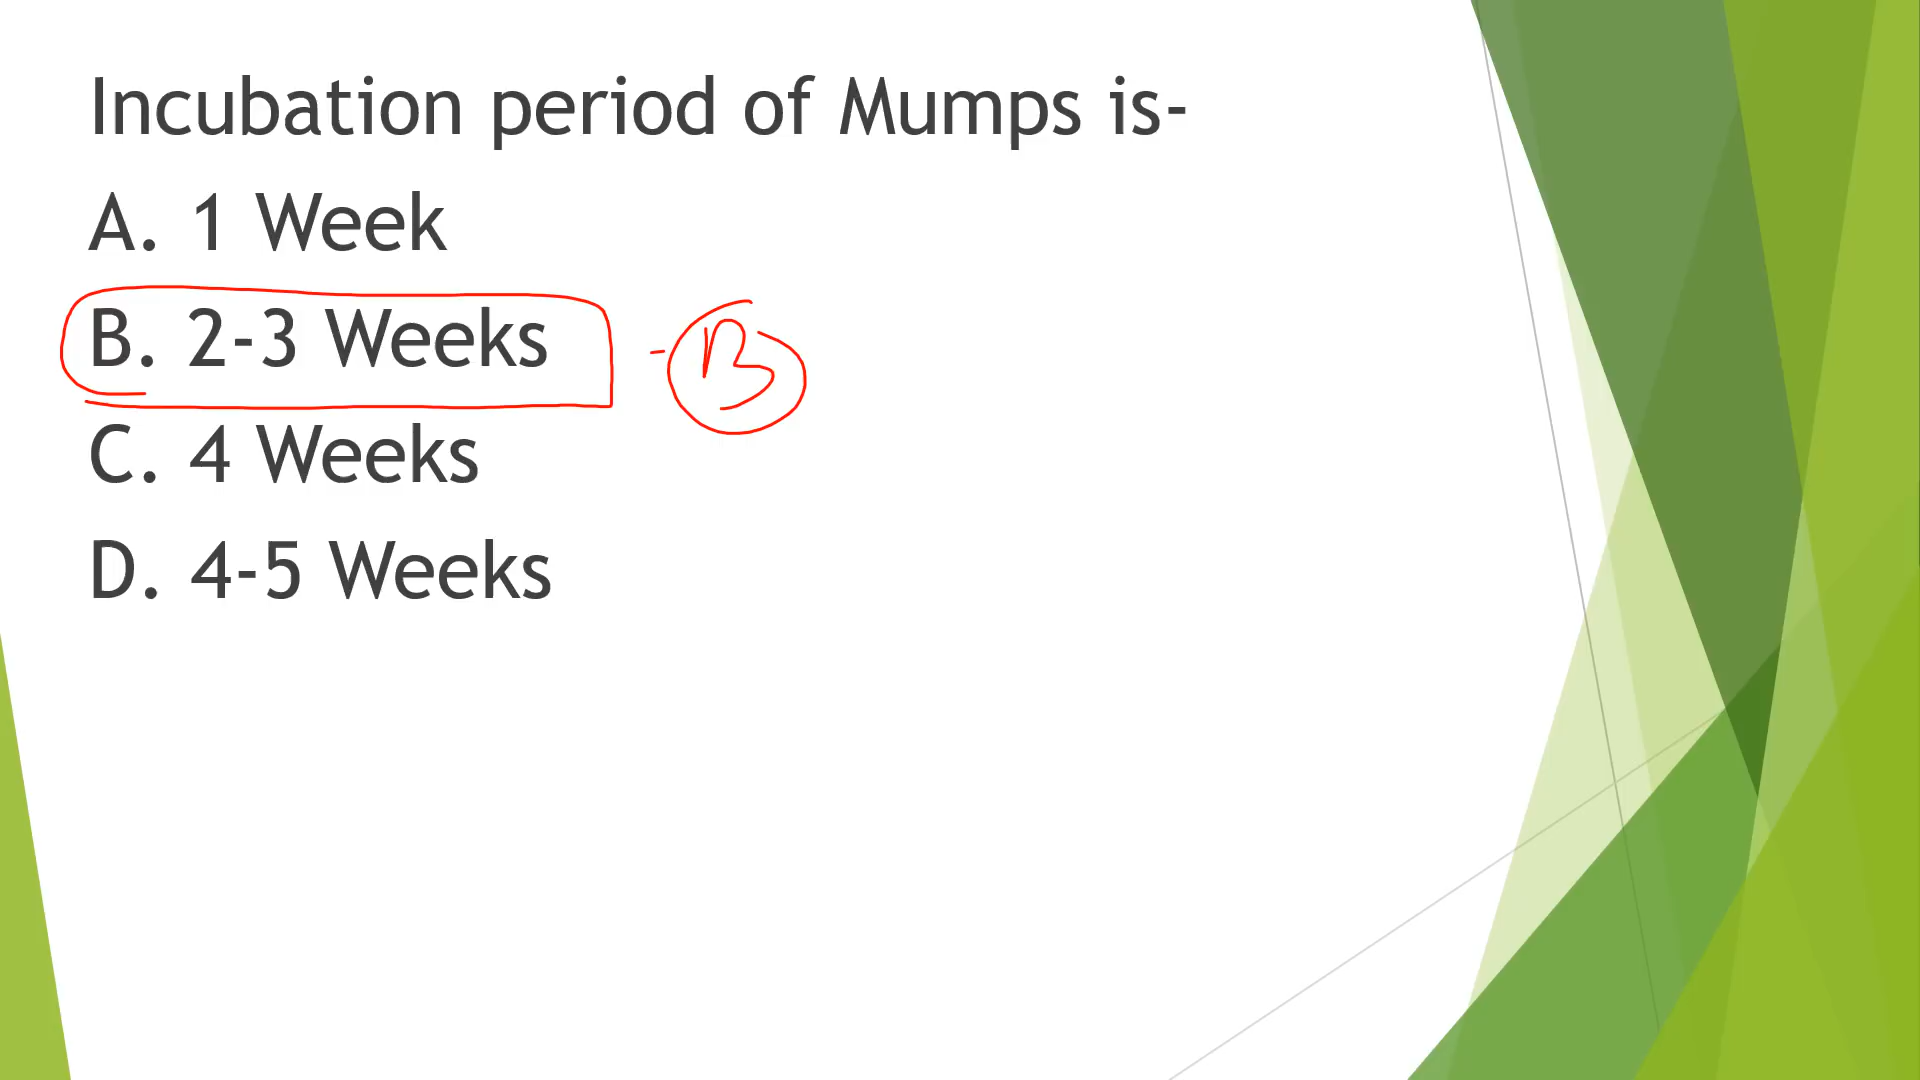 Incubation period of Mumps is-
A. 1 Week
B. 2-3 Weeks - B
C. 4 Weeks
D. 4-5 Weeks